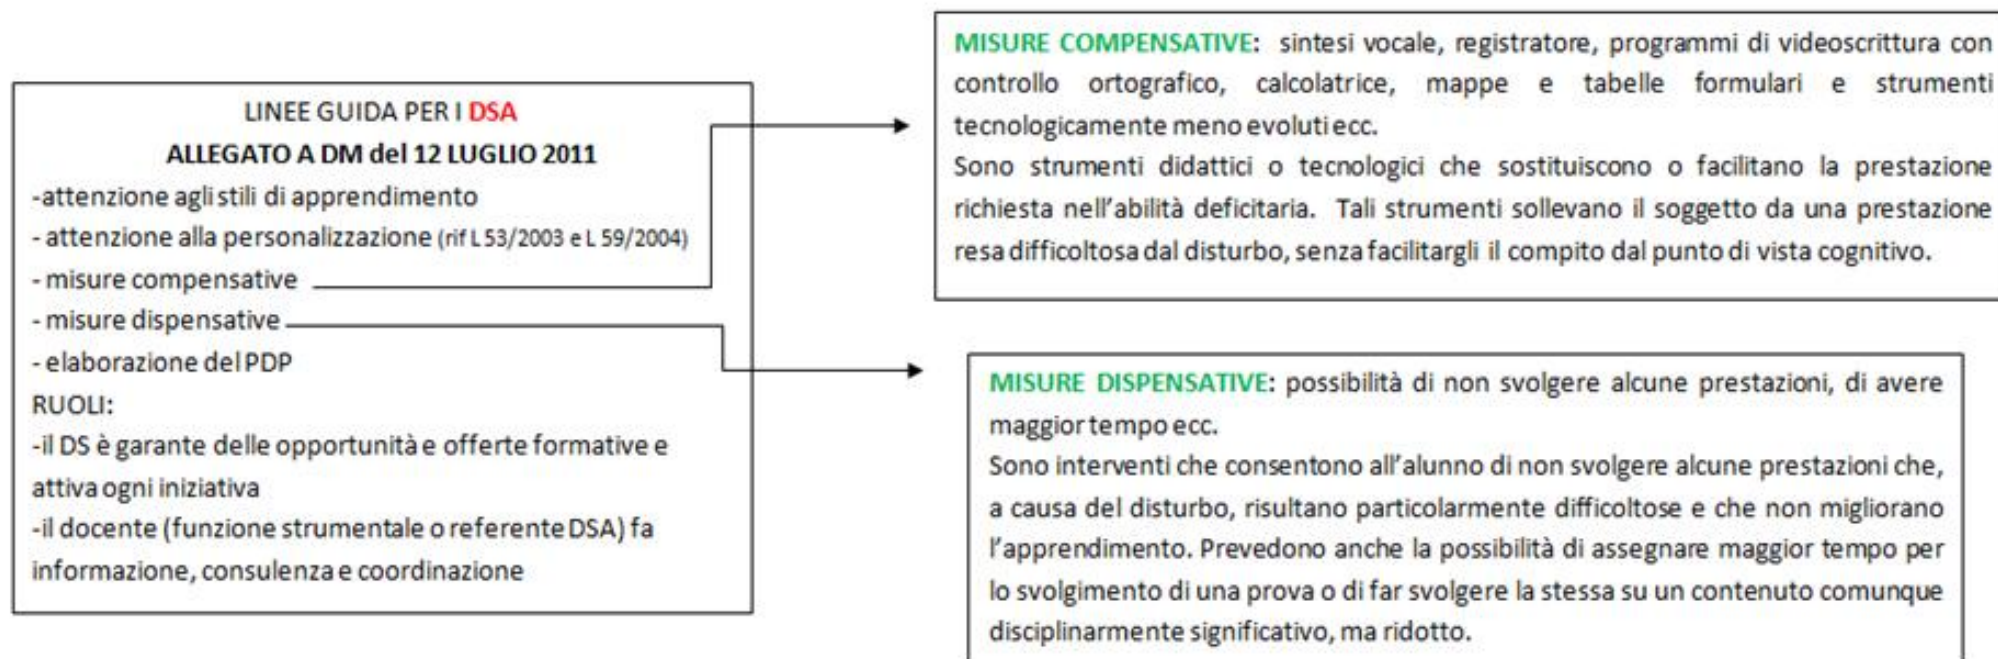 LINEE GUIDA PER I DSA
ALLEGATO A DM del 12 LUGLIO 2011
-attenzione agli stili di apprendimento
- attenzione alla personalizzazione (rif L 53/2003 e L 59/2004)
- misure compensative
- misure dispensative
- elaborazione del PDP
RUOLI:
-il DS è garante delle opportunità e offerte formative e
attiva ogni iniziativa
-il docente (funzione strumentale o referente DSA) fa
informazione, consulenza e coordinazione
MISURE COMPENSATIVE: sintesi vocale, registratore, programmi di videoscrittura con
controllo ortografico, calcolatrice, mappe e tabelle formulari e strumenti
tecnologicamente meno evoluti ecc.
Sono strumenti didattici o tecnologici che sostituiscono o facilitano la prestazione
richiesta nell’abilità deficitaria. Tali strumenti sollevano il soggetto da una prestazione
resa difficoltosa dal disturbo, senza facilitargli il compito dal punto di vista cognitivo.
MISURE DISPENSATIVE: possibilità di non svolgere alcune prestazioni, di avere
maggior tempo ecc.
Sono interventi che consentono all’alunno di non svolgere alcune prestazioni che,
a causa del disturbo, risultano particolarmente difficoltose e che non migliorano
l’apprendimento. Prevedono anche la possibilità di assegnare maggior tempo per
lo svolgimento di una prova o di far svolgere la stessa su un contenuto comunque
disciplinarmente significativo, ma ridotto.